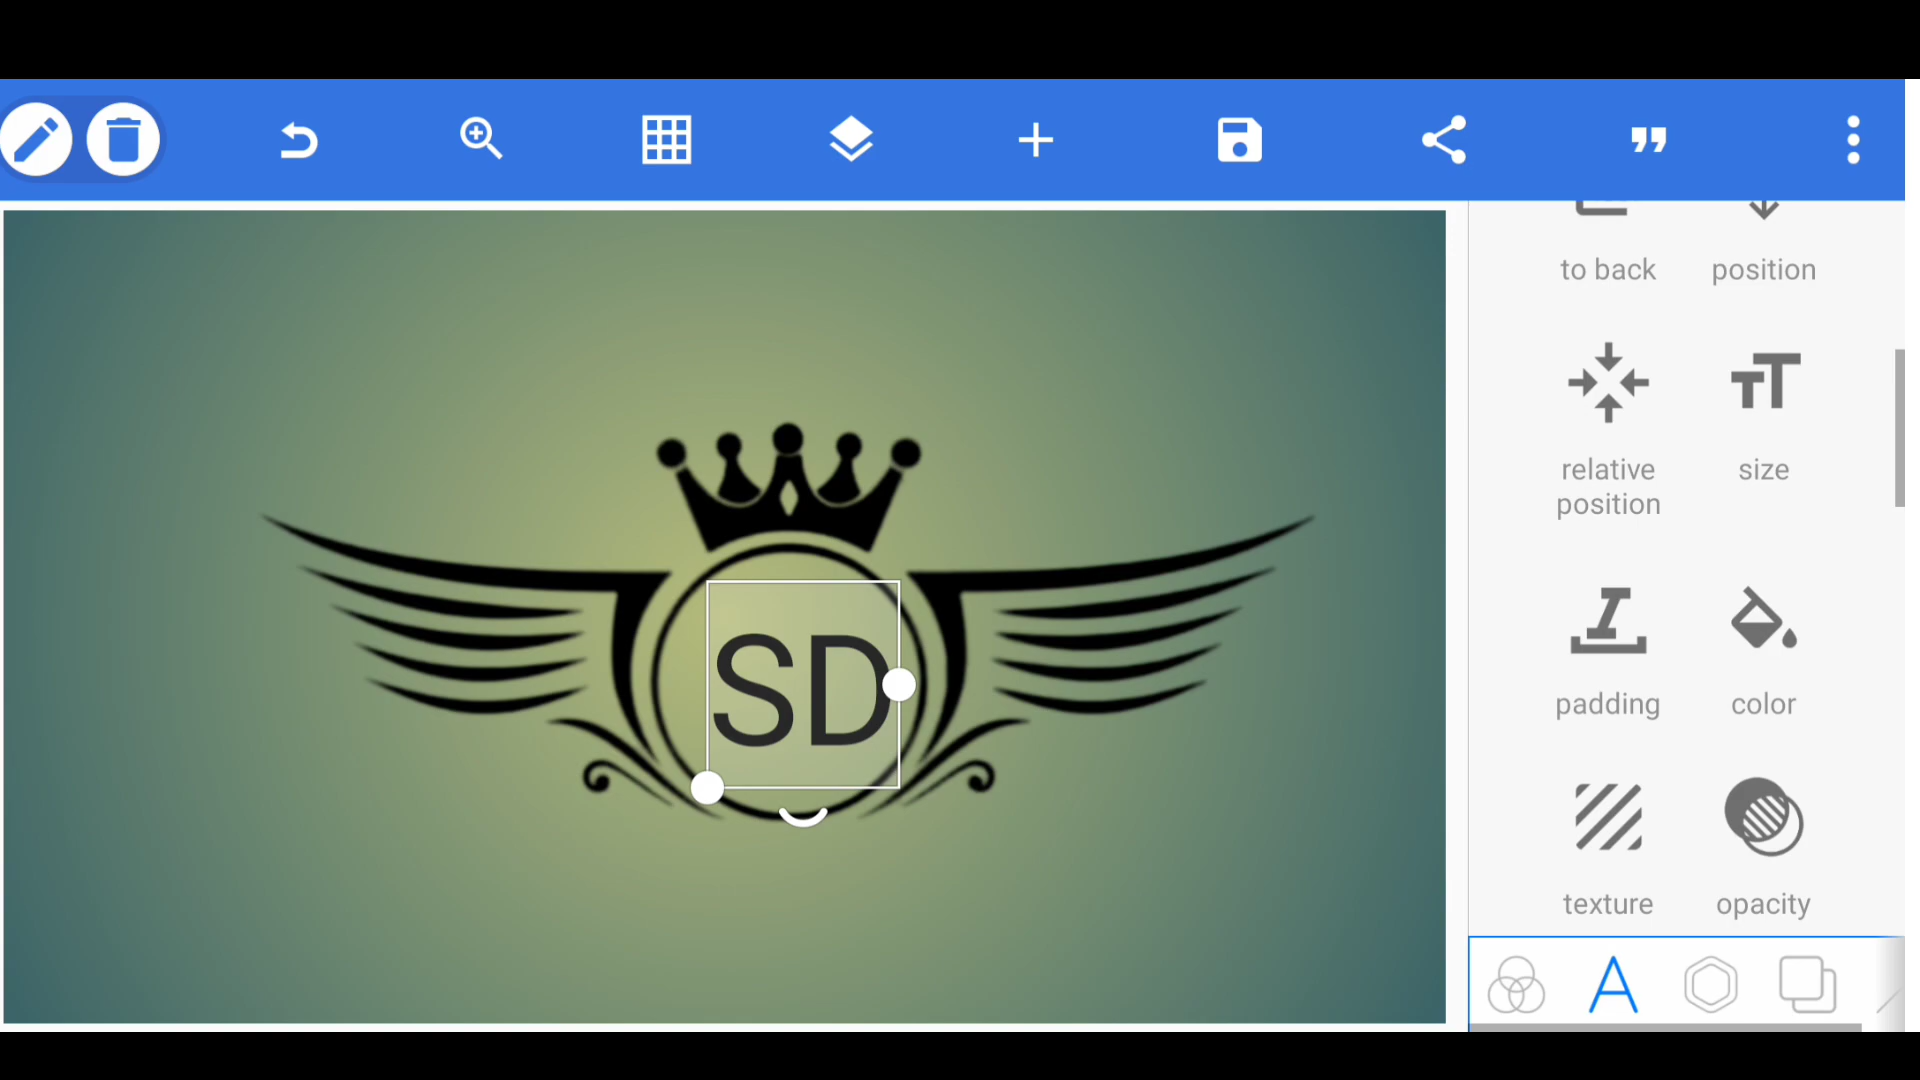 to back
position
relative
position
size
padding
color
texture
opacity
SD